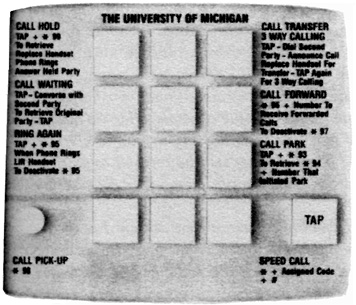 THE UNIVERSITY OF MICHIGAN
CALL HOLD
TAP + * 99
To Retrieve
Replace Handset
Phone Rings
Answer Held Party
CALL WAITING
TAP - Converse with
Second Party
To Retrieve Original
Party - TAP
RING AGAIN
TAP + * 95
When Phone Rings
Lift Handset
To Deactivate * 95
CALL PICK-UP
* 98
CALL TRANSFER
3 WAY CALLING
TAP - Dial Second
Party - Announce Call
Replace Handset For
Transfer - TAP Again
For 3 Way Calling
CALL FORWARD
* 96 + Number To
Receive Forwarded
Calls
To Deactivate * 97
CALL PARK
TAP + * 93
To Retrieve * 94
+ Number That
Initiated Park
TAP
SPEED CALL
* + Assigned Code
+ #